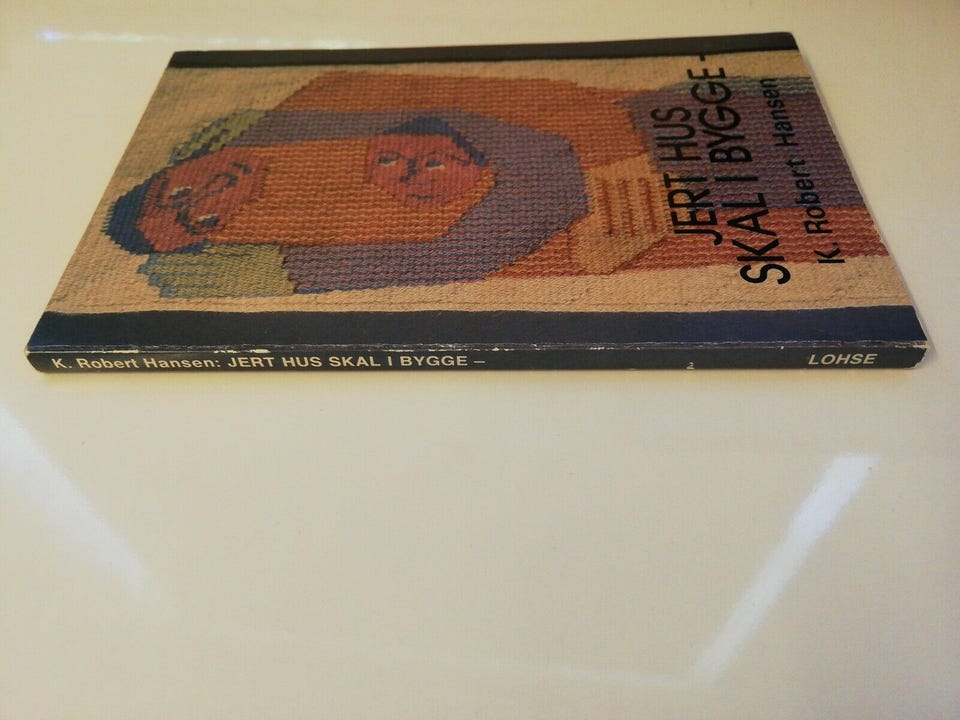 JERT HUS
SKAL I BYGGE –
K. Robert Hansen
K. Robert Hansen: JERT HUS SKAL I BYGGE – LOHSE